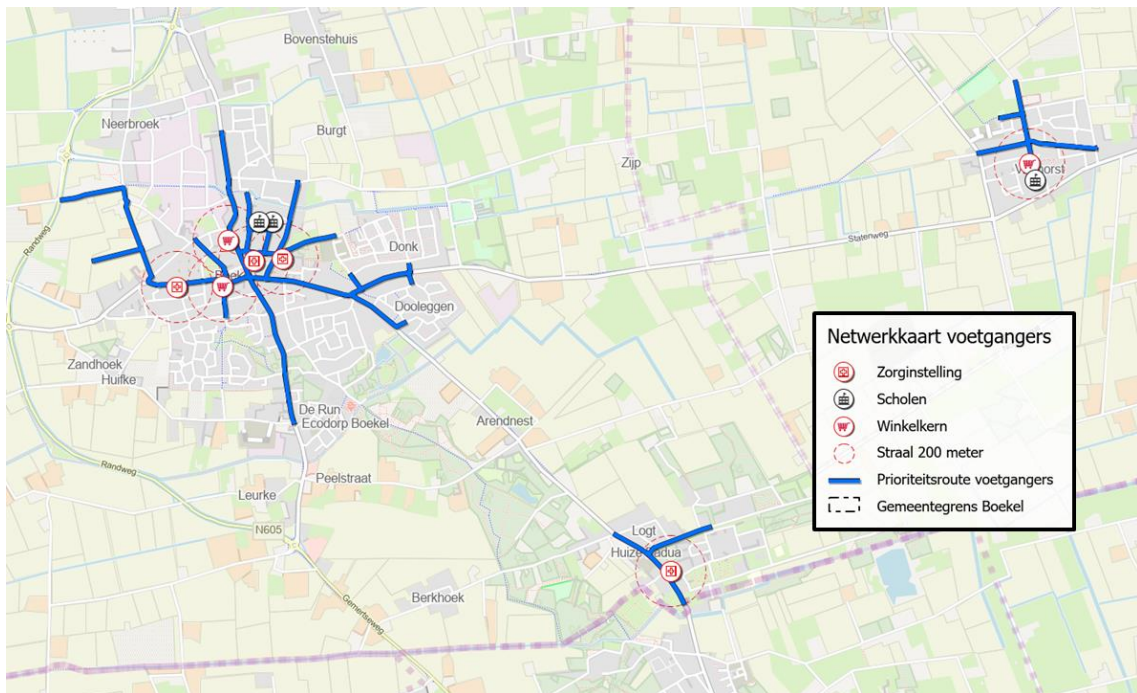 Bovenstehuis
Neerbroek
Burgt
Zijp
Donk
Statenweg
Randweg
Dooleggen
Zandhoek
Huifke
De Run
Ecodorp Boekel
Arendnest
Randweg
Peelstraat
Leurke
N605
Logt
Berkhoek
Gemertseweg
Netwerkkaart voetgangers
Zorginstelling
Scholen
Winkelkern
Straal 200 meter
Prioriteitsroute voetgangers
Gemeentegrens Boekel